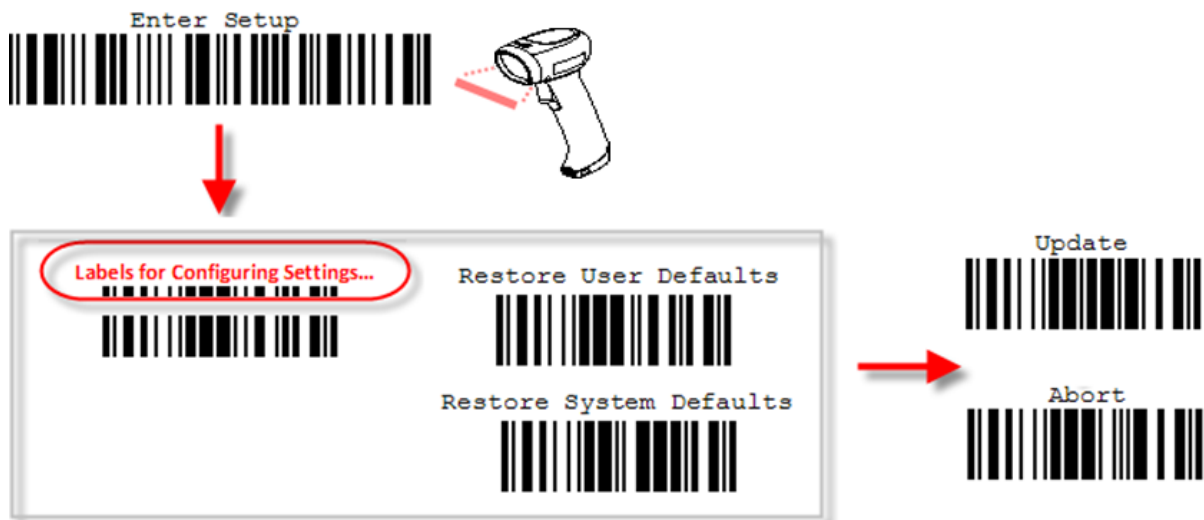 Enter Setup
Labels for Configuring Settings...
Restore User Defaults
Restore System Defaults
Update
Abort